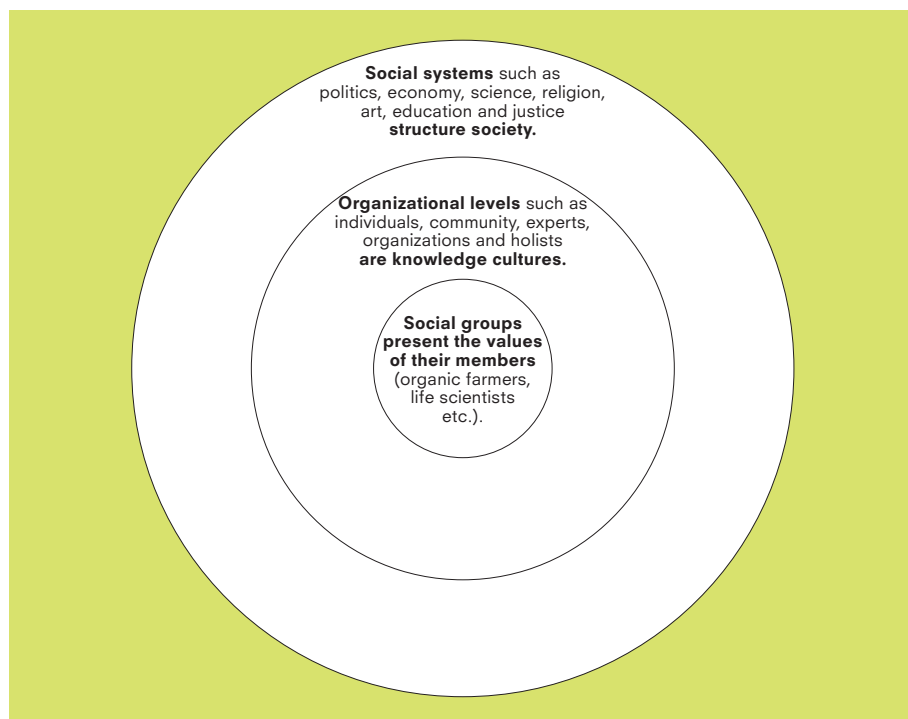 Social systems such as
politics, economy, science, religion,
art, education and justice
structure society.
Organizational levels such as
individuals, community, experts,
organizations and holists
are knowledge cultures.
Social groups
present the values
of their members
(organic farmers,
life scientists
etc.).